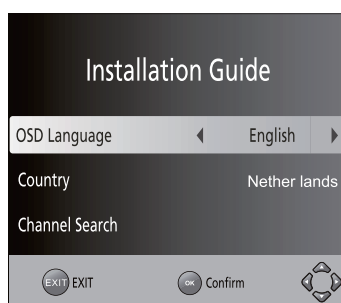 Installation Guide
OSD Language English
Country Nether lands
Channel Search
EXIT EXIT OK Confirm